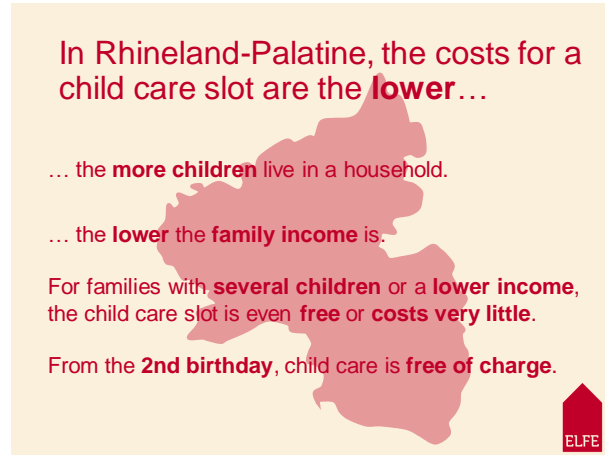 In Rhineland-Palatine, the costs for a
child care slot are the lower…
… the more children live in a household.
… the lower the family income is.
For families with several children or a lower income,
the child care slot is even free or costs very little.
From the 2nd birthday, child care is free of charge.
ELFE